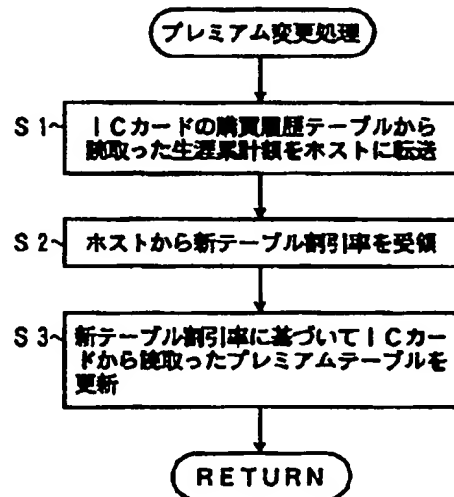 プレミアム変更処理
S1 ICカードの購買履歴テーブルから
読取った生涯累計額をホストに転送
S2 ホストから新テーブル割引率を受領
S3 新テーブル割引率に基づいてICカー
ドから読取ったプレミアムテーブルを
更新
RETURN